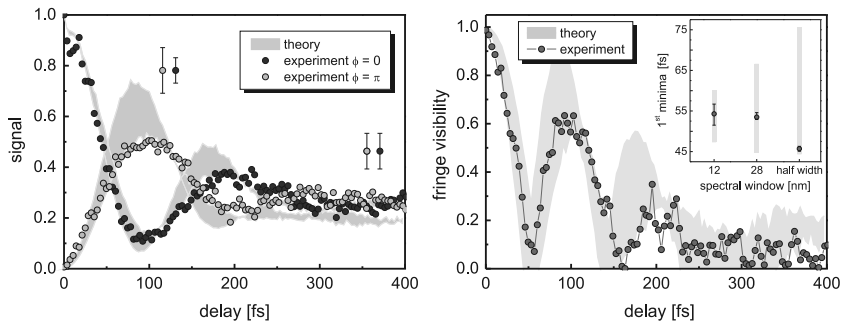 1.0
0.8
0.6
0.4
0.2
0.0
signal
0
100
200
300
400
delay [fs]
theory
experiment ϕ = 0
experiment ϕ = π
1.0
0.8
0.6
0.4
0.2
0.0
fringe visibility
0
100
200
300
400
delay [fs]
theory
experiment
75
65
55
45
1st minima [fs]
12
28
half width
spectral window [nm]